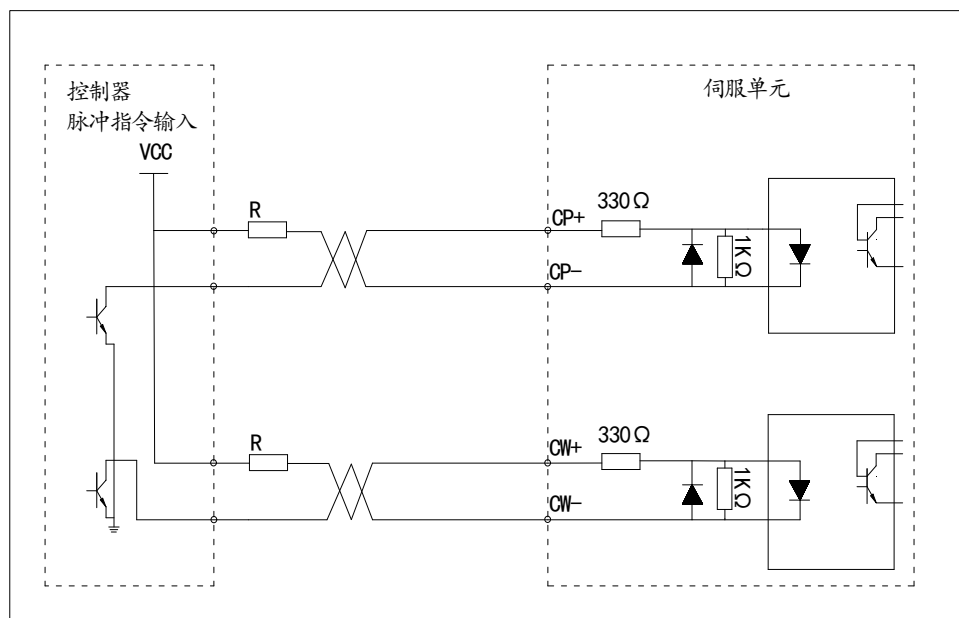 控制器
脉冲指令输入
VCC
伺服单元
R
CP+
330Ω
1KΩ
CP-
R
CW+
330Ω
1KΩ
CW-